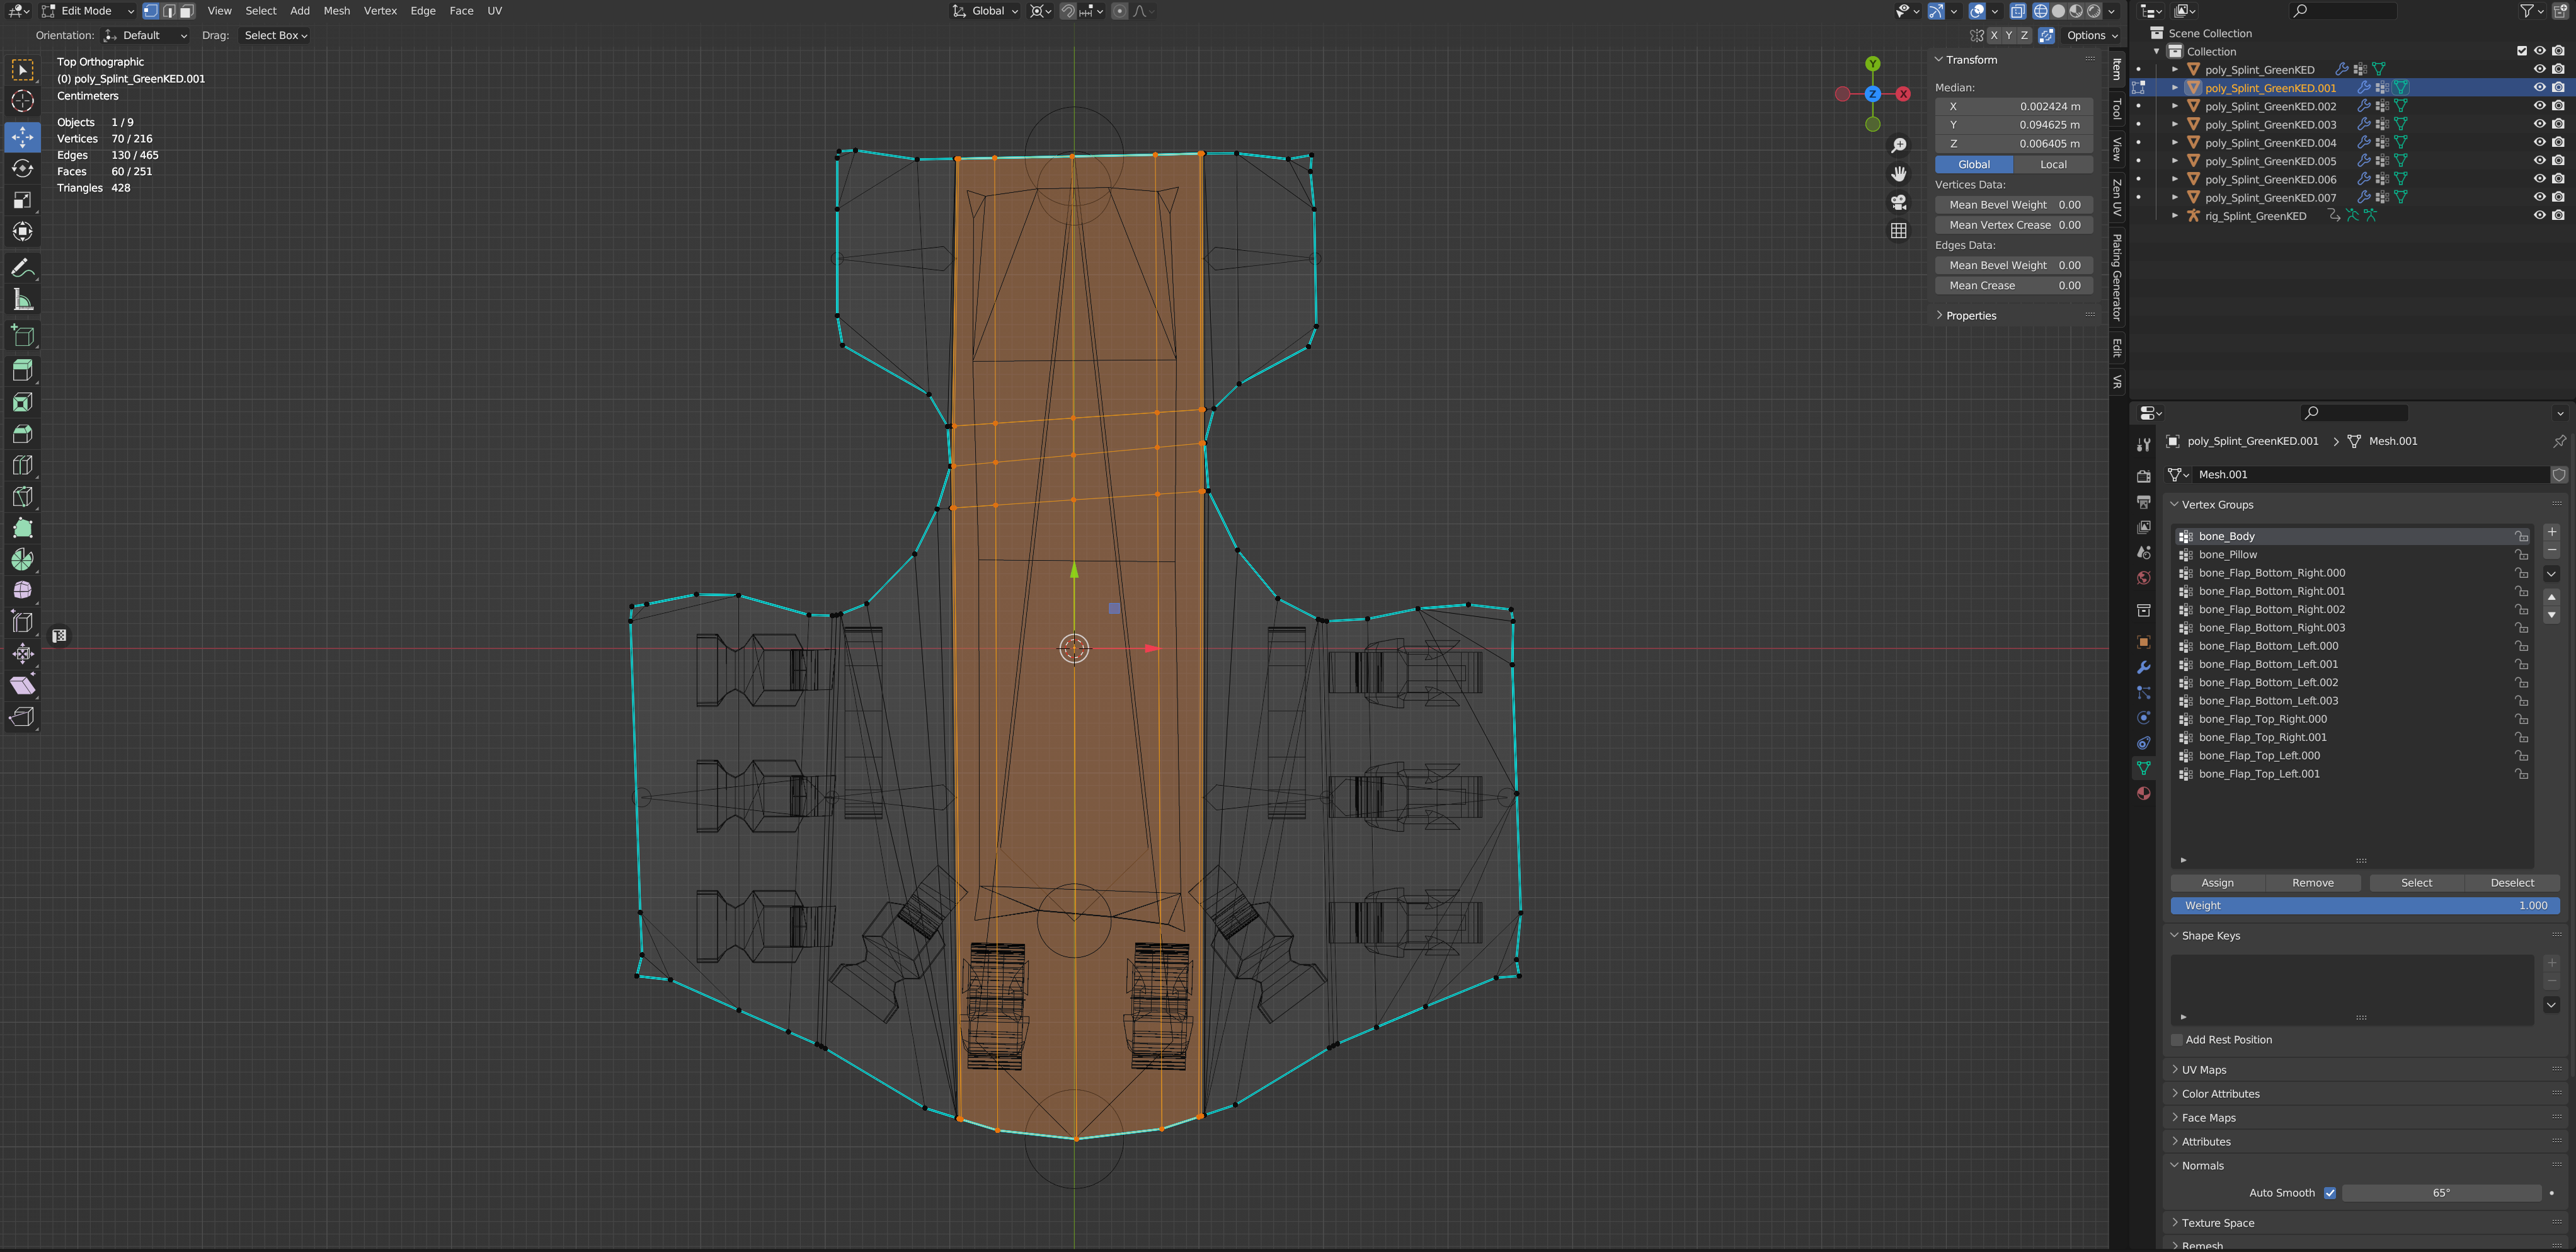 Edit Mode View Select Add Mesh Vertex Edge Face UV Global
Orientation: Default Drag: Select Box X Y Z Options
Top Orthographic
(0) poly_Splint_GreenKED.001
Centimeters
Objects 1 / 9
Vertices 70 / 216
Edges 130 / 465
Faces 60 / 251
Triangles 428
Y
Z
X
Transform
Median:
X 0.002424 m
Y 0.094625 m
Z 0.006405 m
Global Local
Vertices Data:
Mean Bevel Weight 0.00
Mean Vertex Crease 0.00
Edges Data:
Mean Bevel Weight 0.00
Mean Crease 0.00
Properties
Item
Tool
View
Zen UV
Plating Generator
Edit
VR
Scene Collection
Collection
poly_Splint_GreenKED
poly_Splint_GreenKED.001
poly_Splint_GreenKED.002
poly_Splint_GreenKED.003
poly_Splint_GreenKED.004
poly_Splint_GreenKED.005
poly_Splint_GreenKED.006
poly_Splint_GreenKED.007
rig_Splint_GreenKED
poly_Splint_GreenKED.001 Mesh.001
Mesh.001
Vertex Groups
bone_Body
bone_Pillow
bone_Flap_Bottom_Right.000
bone_Flap_Bottom_Right.001
bone_Flap_Bottom_Right.002
bone_Flap_Bottom_Right.003
bone_Flap_Bottom_Left.000
bone_Flap_Bottom_Left.001
bone_Flap_Bottom_Left.002
bone_Flap_Bottom_Left.003
bone_Flap_Top_Right.000
bone_Flap_Top_Right.001
bone_Flap_Top_Left.000
bone_Flap_Top_Left.001
Assign Remove Select Deselect
Weight 1.000
Shape Keys
Add Rest Position
UV Maps
Color Attributes
Face Maps
Attributes
Normals
Auto Smooth 65°
Texture Space
Remesh